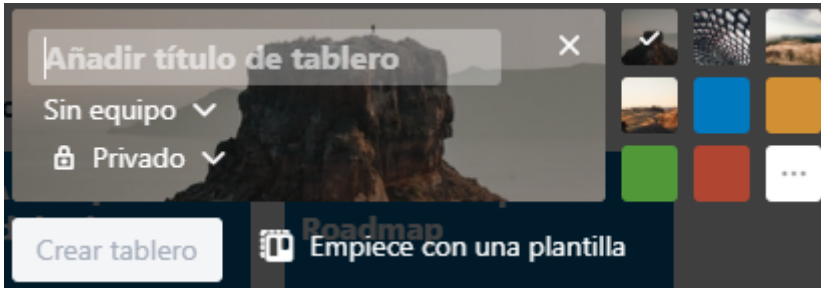 Añadir título de tablero
Sin equipo
Privado
Roadmap
Crear tablero
Empiece con una plantilla